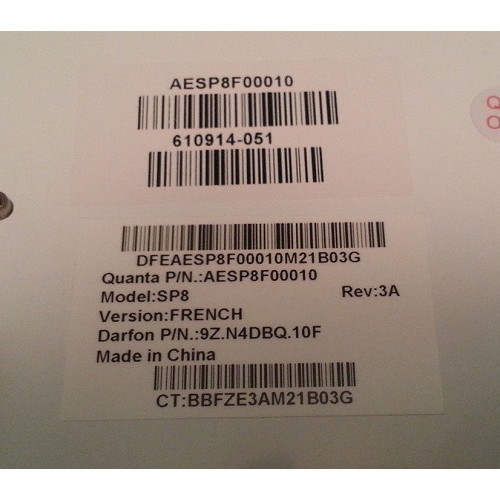 AESP8F00010
610914-051
DFEAESP8F00010M21B03G
Quanta P/N.:AESP8F00010
Model:SP8 Rev:3A
Version:FRENCH
Darfon P/N.:9Z.N4DBQ.10F
Made in China
CT:BBFZE3AM21B03G